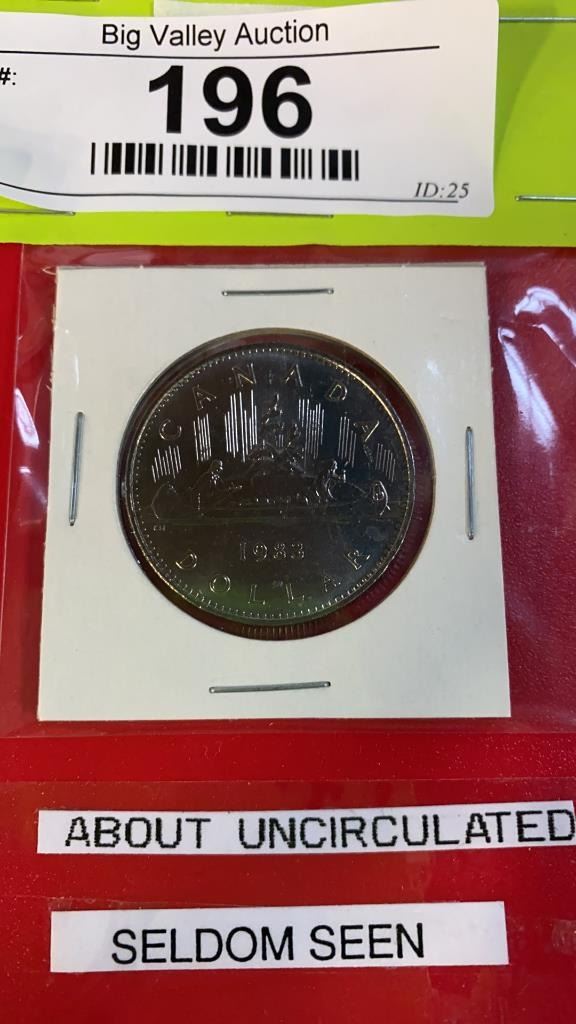 Big Valley Auction
#:
196
ID:25
CANADA
1983
DOLLAR
ABOUT UNCIRCULATED
SELDOM SEEN